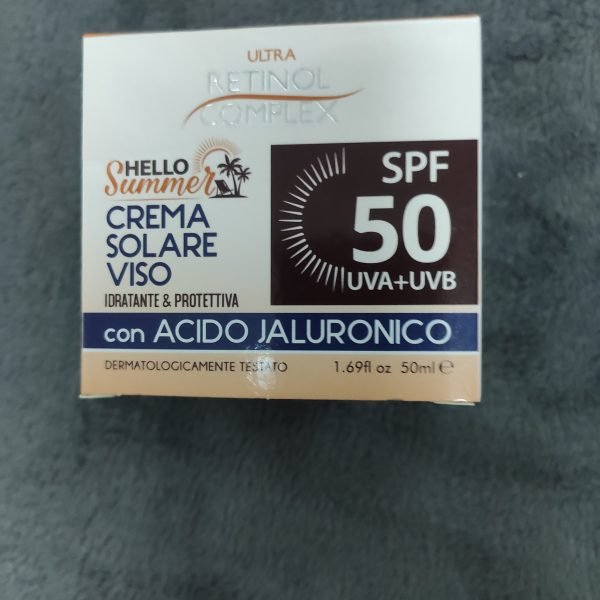 ULTRA
RETINOL
COMPLEX
HELLO
Summer
CREMA
SOLARE
VISO
IDRATANTE & PROTETTIVA
SPF
50
UVA+UVB
con ACIDO JALURONICO
DERMATOLOGICAMENTE TESTATO
1.69fl oz 50ml ℮